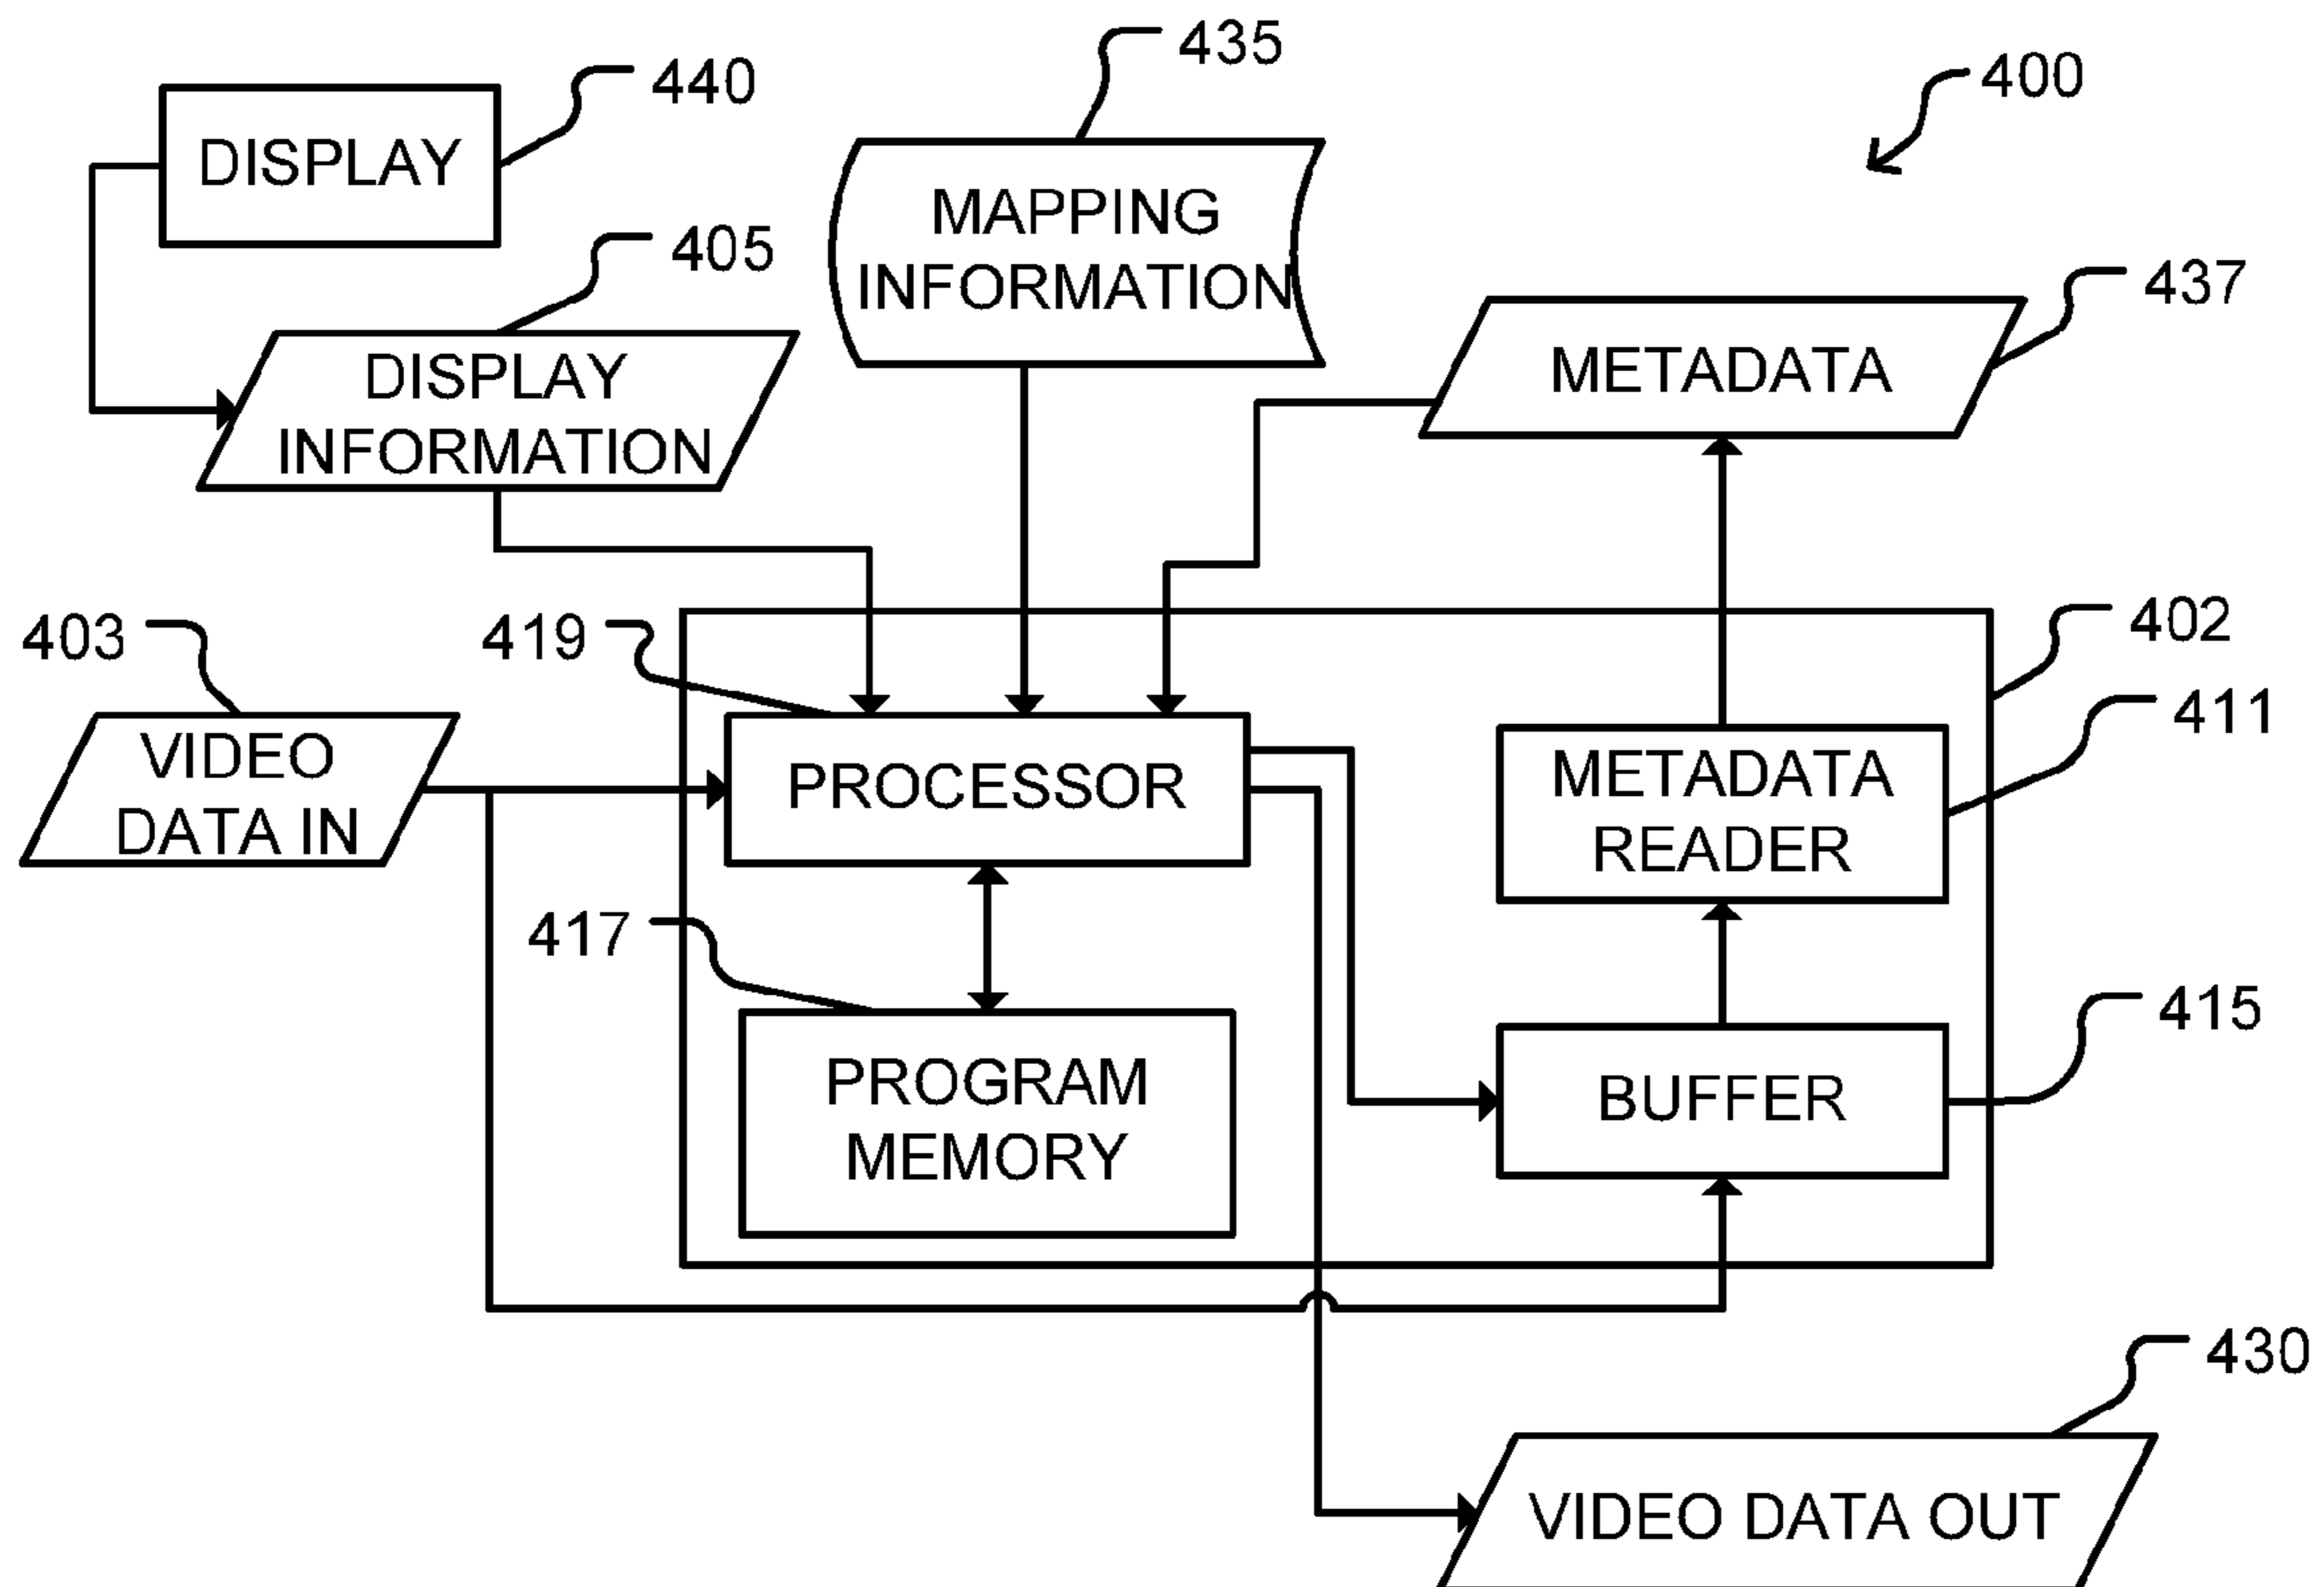 435
400
440
DISPLAY
405
MAPPING
INFORMATION
437
DISPLAY
INFORMATION
METADATA
403
419
402
411
VIDEO
DATA IN
PROCESSOR
METADATA
READER
417
415
PROGRAM
MEMORY
BUFFER
430
VIDEO DATA OUT